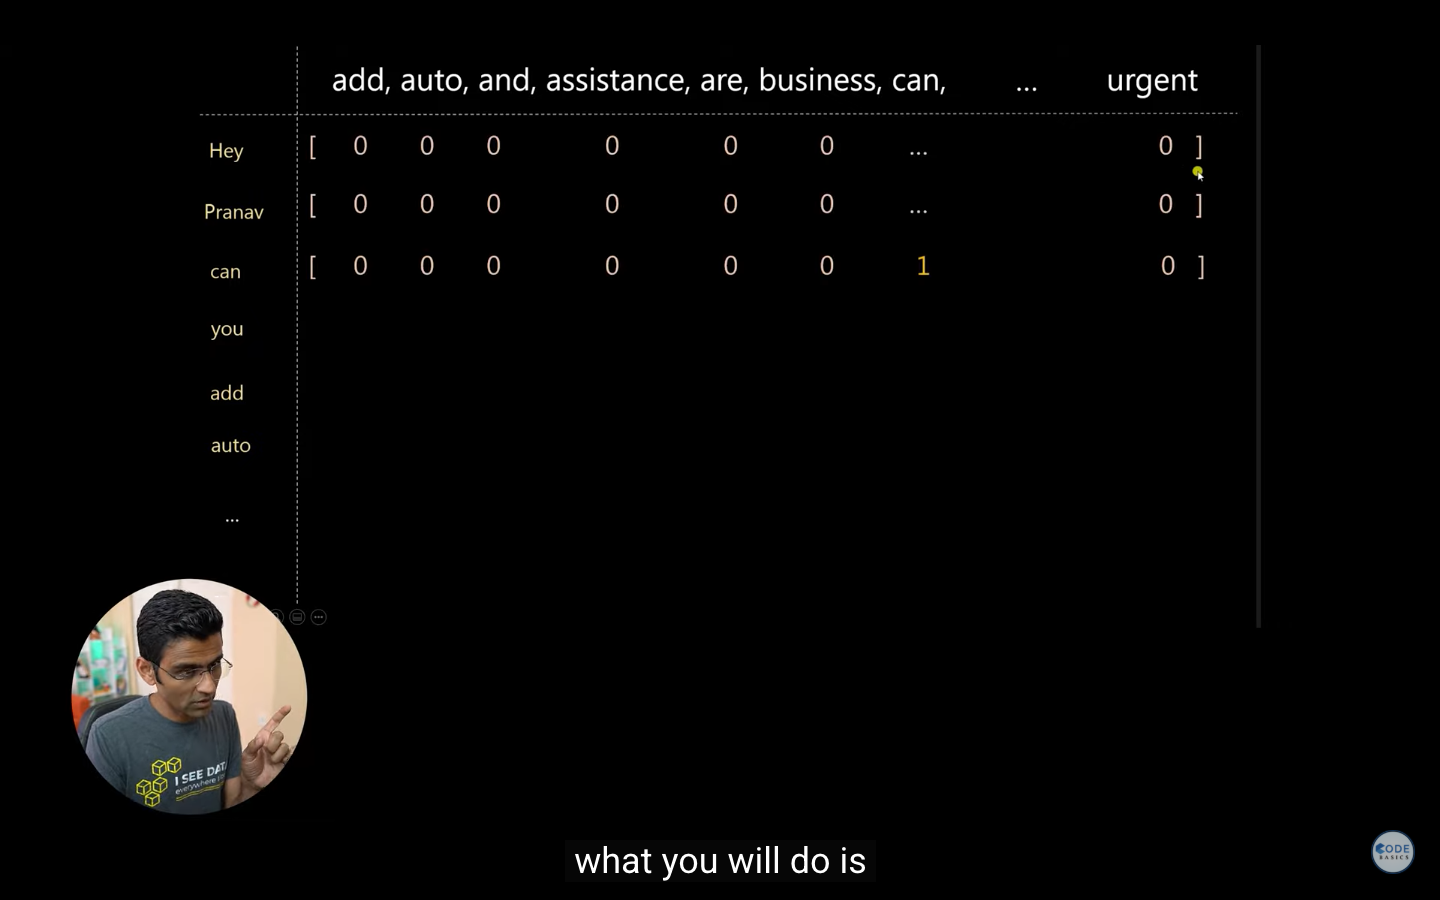 add, auto, and, assistance, are, business, can, ... urgent
Hey [ 0 0 0 0 0 0 ... 0 ]
Pranav [ 0 0 0 0 0 0 ... 0 ]
can [ 0 0 0 0 0 0 1 0 ]
you
add
auto
...
I SEE DAT
everywhere
what you will do is
CODE
BASICS